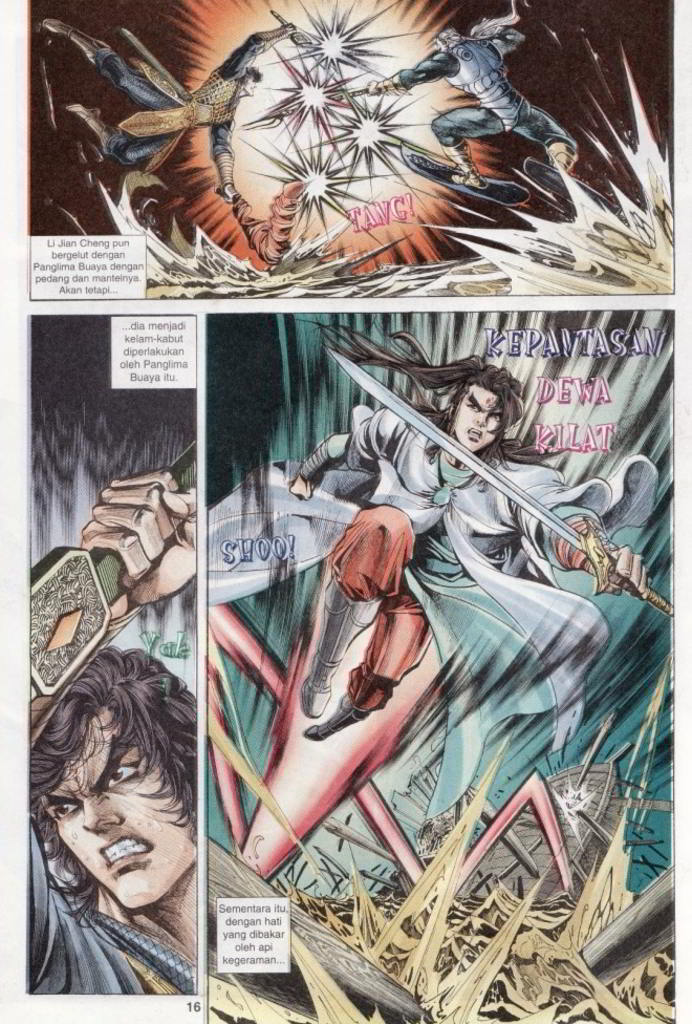 TANG!
Li Jian Cheng pun
bergelut dengan
Panglima Buaya dengan
pedang dan mantelnya.
Akan tetapi...
...dia menjadi
kelam-kabut
diperlakukan
oleh Panglima
Buaya itu.
Yak
KEPANTASAN
DEWA
KILAT
SHOO!
Sementara itu,
dengan hati
yang dibakar
oleh api
kegeraman...
16